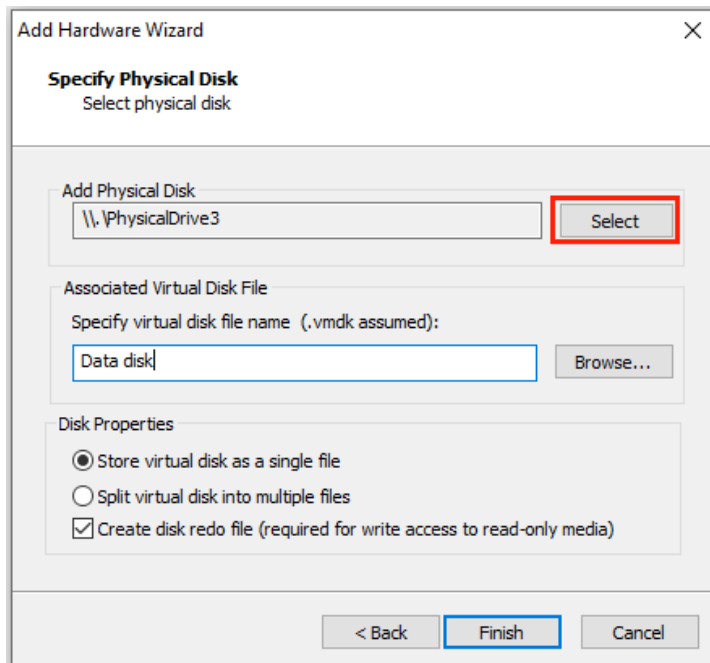 Add Hardware Wizard
Specify Physical Disk
Select physical disk
Add Physical Disk
\\.\PhysicalDrive3
Select
Associated Virtual Disk File
Specify virtual disk file name (.vmdk assumed):
Data disk
Browse...
Disk Properties
Store virtual disk as a single file
Split virtual disk into multiple files
Create disk redo file (required for write access to read-only media)
< Back
Finish
Cancel